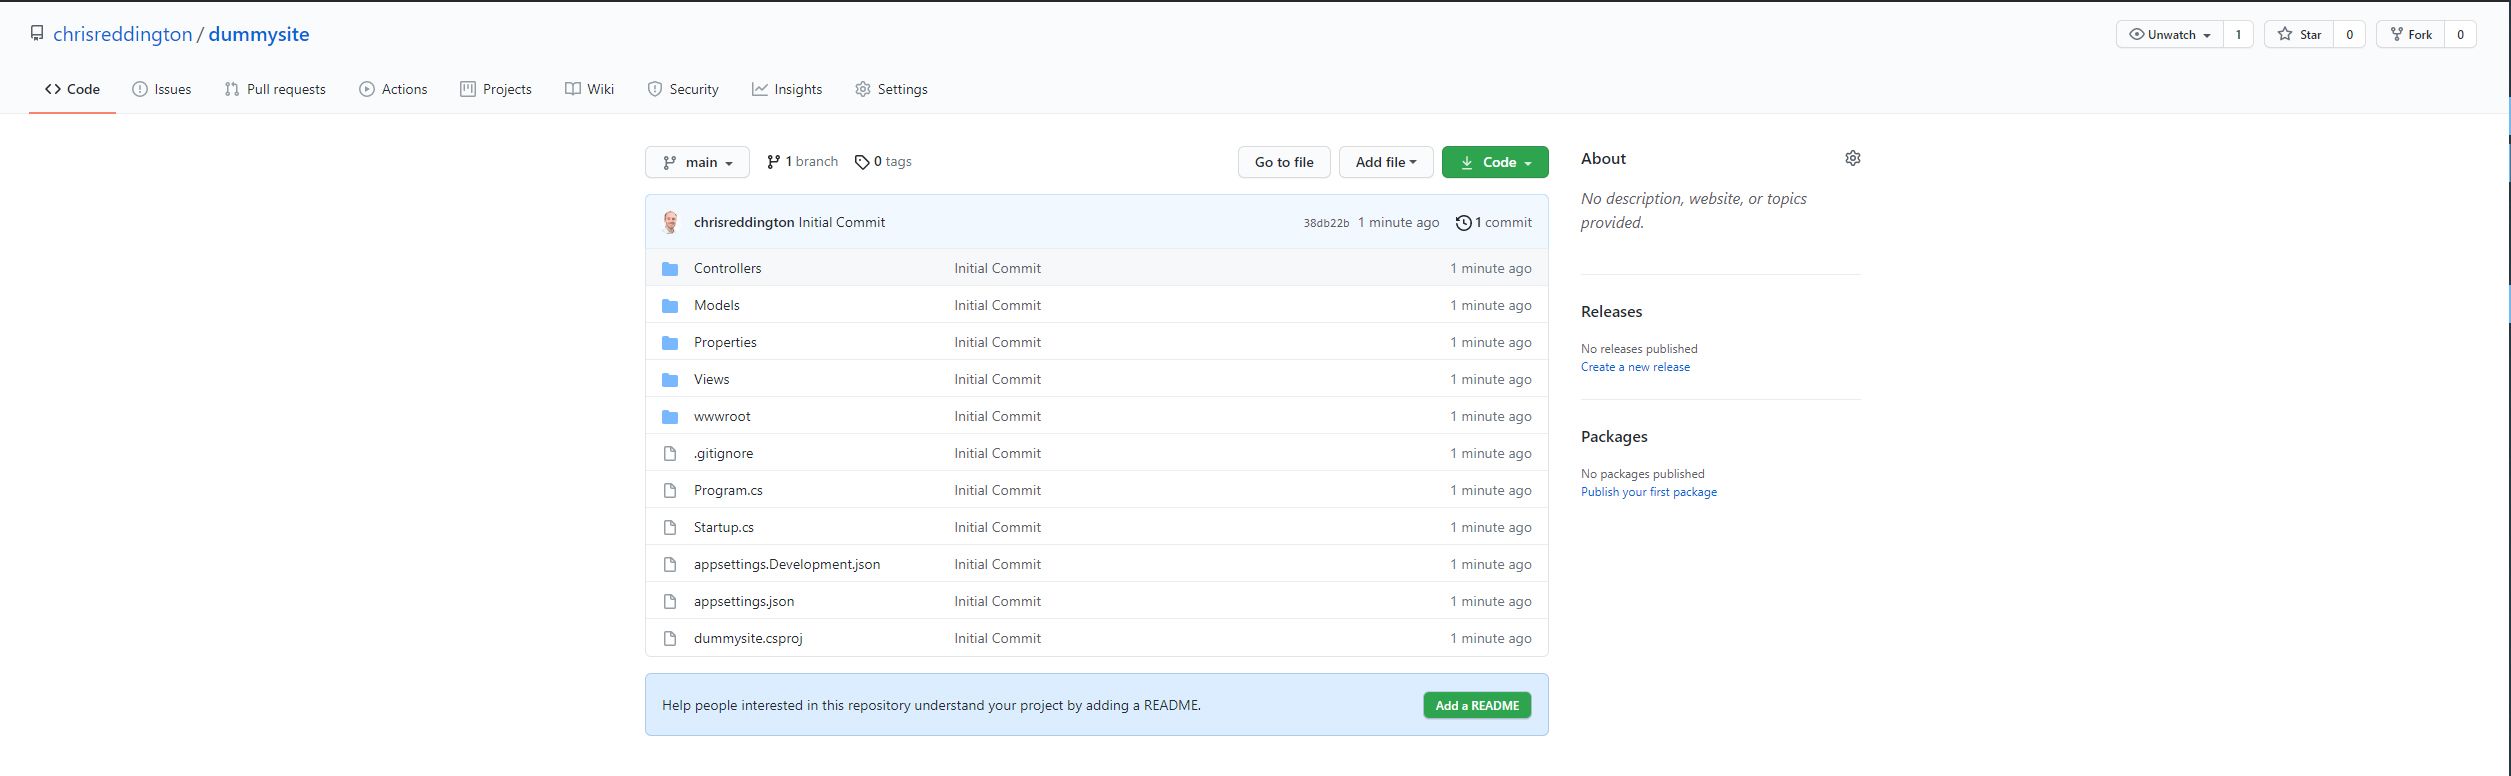 chrisreddington / dummysite
Unwatch 1 Star 0 Fork 0
Code Issues Pull requests Actions Projects Wiki Security Insights Settings
main 1 branch 0 tags Go to file Add file Code
chrisreddington Initial Commit 38db22b 1 minute ago 1 commit
Controllers Initial Commit 1 minute ago
Models Initial Commit 1 minute ago
Properties Initial Commit 1 minute ago
Views Initial Commit 1 minute ago
wwwroot Initial Commit 1 minute ago
.gitignore Initial Commit 1 minute ago
Program.cs Initial Commit 1 minute ago
Startup.cs Initial Commit 1 minute ago
appsettings.Development.json Initial Commit 1 minute ago
appsettings.json Initial Commit 1 minute ago
dummysite.csproj Initial Commit 1 minute ago
Help people interested in this repository understand your project by adding a README. Add a README
About
No description, website, or topics
provided.
Releases
No releases published
Create a new release
Packages
No packages published
Publish your first package